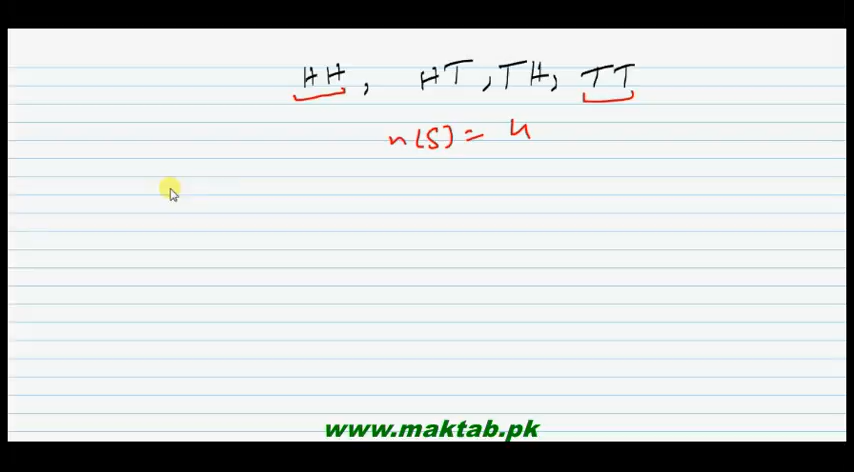 HH, HT, TH, TT
n(S) = 4
www.maktab.pk